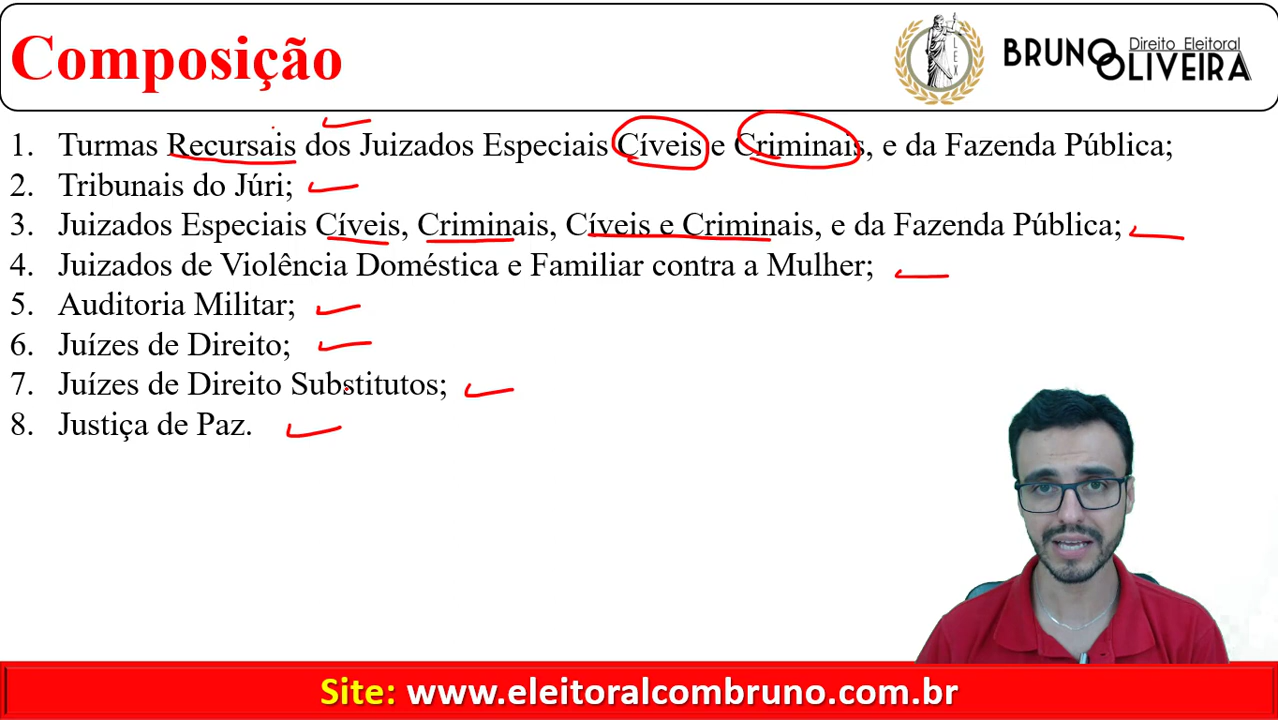 Composição
LEX
BRUNO OLIVEIRA
Direito Eleitoral
1. Turmas Recursais dos Juizados Especiais Cíveis e Criminais, e da Fazenda Pública;
2. Tribunais do Júri;
3. Juizados Especiais Cíveis, Criminais, Cíveis e Criminais, e da Fazenda Pública;
4. Juizados de Violência Doméstica e Familiar contra a Mulher;
5. Auditoria Militar;
6. Juízes de Direito;
7. Juízes de Direito Substitutos;
8. Justiça de Paz.
Site: www.eleitoralcombruno.com.br